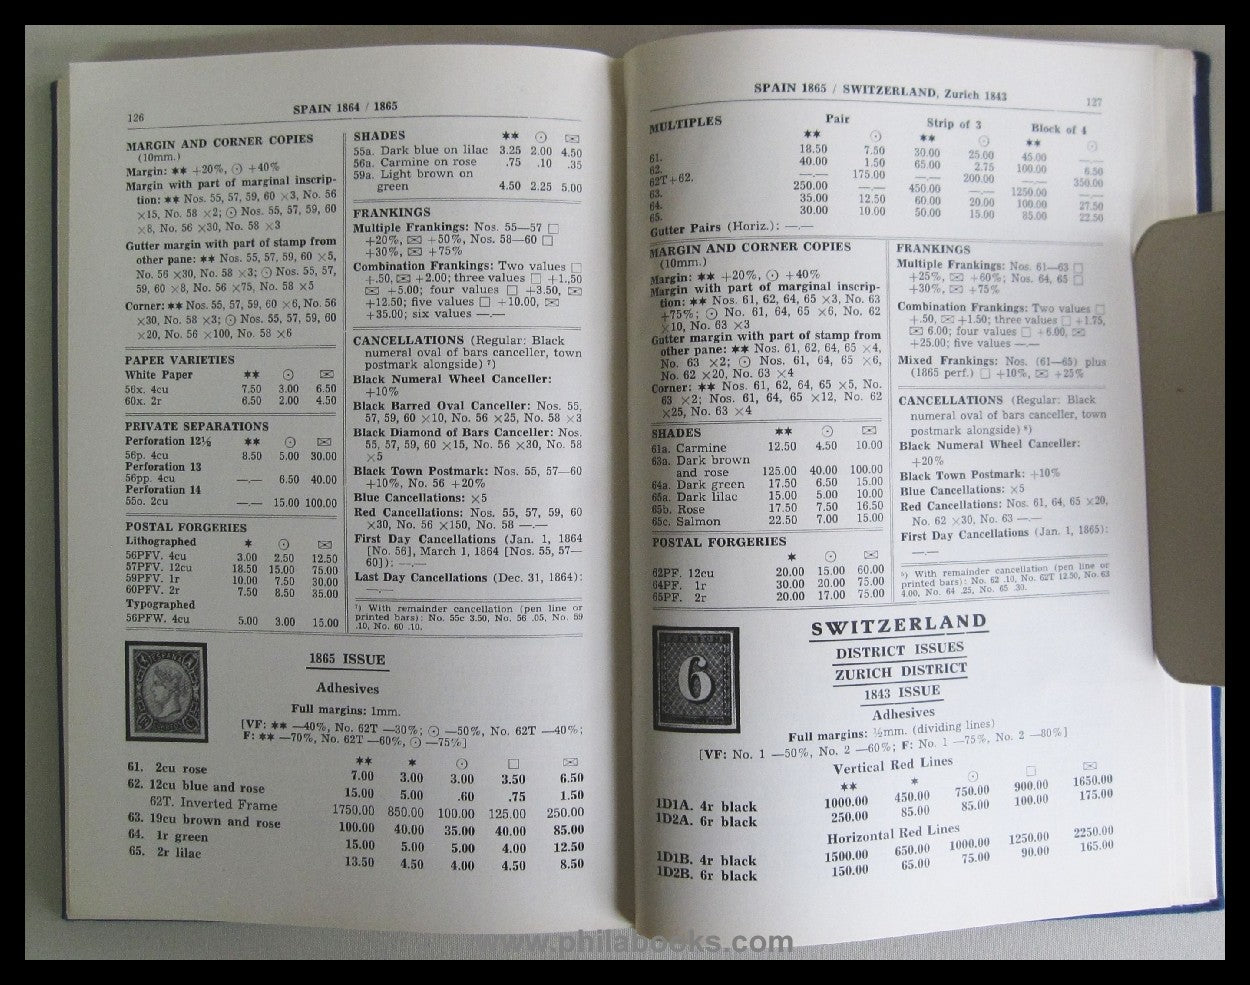 126
SPAIN 1864 / 1865
MARGIN AND CORNER COPIES
(10mm.)
Margin: ** +20%, ⊙ +40%
Margin with part of marginal inscrip-
tion: ** Nos. 55, 57, 59, 60 ×3, No. 56
×15, No. 58 ×2; ⊙ Nos. 55, 57, 59, 60
×8, No. 56 ×30, No. 58 ×3
Gutter margin with part of stamp from
other pane: ** Nos. 55, 57, 59, 60 ×5,
No. 56 ×30, No. 58 ×3; ⊙ Nos. 55, 57,
59, 60 ×8, No. 56 ×75, No. 58 ×5
Corner: ** Nos. 55, 57, 59, 60 ×6, No. 56
×30, No. 58 ×3; ⊙ Nos. 55, 57, 59, 60
×20, No. 56 ×100, No. 58 ×6
PAPER VARIETIES
White Paper ** ⊙ ✉
56x. 4cu 7.50 3.00 6.50
60x. 2r 6.50 2.00 4.50
PRIVATE SEPARATIONS
Perforation 12½ ** ⊙ ✉
56p. 4cu 8.50 5.00 30.00
Perforation 13
56pp. 4cu —.— 6.50 40.00
Perforation 14
55o. 2cu —.— 15.00 100.00
POSTAL FORGERIES
Lithographed * ⊙ ✉
56PFV. 4cu 3.00 2.50 12.50
57PFV. 12cu 18.50 15.00 75.00
59PFV. 1r 10.00 7.50 30.00
60PFV. 2r 7.50 8.50 35.00
Typographed
56PFW. 4cu 5.00 3.00 15.00
SHADES ** ⊙ ✉
55a. Dark blue on lilac 3.25 2.00 4.50
56a. Carmine on rose .75 .10 .35
59a. Light brown on
green 4.50 2.25 5.00
FRANKINGS
Multiple Frankings: Nos. 55—57 □
+20%, ✉ +50%, Nos. 58—60 □
+30%, ✉ +75%
Combination Frankings: Two values □
+.50, ✉ +2.00; three values □ +1.,50
✉ +5.00; four values □ +3.50, ✉
+12.50; five values □ +10.00, ✉
+35.00; six values —.—
CANCELLATIONS (Regular: Black
numeral oval of bars canceller, town
postmark alongside) ⁷)
Black Numeral Wheel Canceller:
+10%
Black Barred Oval Canceller: Nos. 55,
57, 59, 60 ×10, No. 56 ×25, No. 58 ×3
Black Diamond of Bars Canceller: Nos.
55, 57, 59, 60 ×15, No. 56 ×30, No. 58
×5
Black Town Postmark: Nos. 55, 57—60
+10%, No. 56 +20%
Blue Cancellations: ×5
Red Cancellations: Nos. 55, 57, 59, 60
×30, No. 56 ×150, No. 58 —.—
First Day Cancellations (Jan. 1, 1864
[No. 56], March 1, 1864 [Nos. 55, 57—
60]): —.—
Last Day Cancellations (Dec. 31, 1864):
—.—
⁷) With remainder cancellation (pen line or
printed bars): No. 55c 3.50, No. 56 .05, No. 59
.10, No. 60 .10.
1865 ISSUE
Adhesives
Full margins: 1mm.
[VF: ** —40%, No. 62T —30%; ⊙ —50%, No. 62T —40%;
F: ** —70%, No. 62T —60%, ⊙ —75%]
** * ⊙ □ ✉
61. 2cu rose 7.00 3.00 3.00 3.50 6.50
62. 12cu blue and rose 15.00 5.00 .60 .75 1.50
62T. Inverted Frame 1750.00 850.00 100.00 125.00 250.00
63. 19cu brown and rose 100.00 40.00 35.00 40.00 85.00
64. 1r green 15.00 5.00 5.00 4.00 12.50
65. 2r lilac 13.50 4.50 4.00 4.50 8.50
SPAIN 1865 / SWITZERLAND, Zurich 1843
127
MULTIPLES Pair Strip of 3 Block of 4
** ⊙ ** ⊙ ** ⊙
61. 18.50 7.50 30.00 25.00 45.00 —.—
62. 40.00 1.50 65.00 2.75 100.00 6.50
62T+62. —.— 175.00 —.— 200.00 —.— 350.00
63. 250.00 —.— 450.00 —.— 1250.00 —.—
64. 35.00 12.50 60.00 20.00 100.00 27.50
65. 30.00 10.00 50.00 15.00 85.00 22.50
Gutter Pairs (Horiz.): —.—
MARGIN AND CORNER COPIES
(10mm.)
Margin: ** +20%, ⊙ +40%
Margin with part of marginal inscrip-
tion: ** Nos. 61, 62, 64, 65 ×3, No. 63
+75%; ⊙ No. 61, 64, 65 ×6, No. 62
×10, No. 63 ×3
Gutter margin with part of stamp from
other pane: ** Nos. 61, 62, 64, 65 ×4,
No. 63 ×2; ⊙ Nos. 61, 64, 65 ×6,
No. 62 ×20, No. 63 ×4
Corner: ** Nos. 61, 62, 64, 65 ×5, No.
63 ×2; Nos. 61, 64, 65 ×12, No. 62
×25, No. 63 ×4
SHADES ** ⊙ ✉
61a. Carmine 12.50 4.50 10.00
63a. Dark brown
and rose 125.00 40.00 100.00
64a. Dark green 17.50 6.50 15.00
65a. Dark lilac 15.00 5.00 10.00
65b. Rose 17.50 7.50 16.50
65c. Salmon 22.50 7.00 15.00
POSTAL FORGERIES
* ⊙ ✉
62PF. 12cu 20.00 15.00 60.00
64PF. 1r 30.00 20.00 75.00
65PF. 2r 20.00 17.00 75.00
FRANKINGS
Multiple Frankings: Nos. 61—63 □
+25%, ✉ +60%; Nos. 64, 65 □
+30%, ✉ +75%
Combination Frankings: Two values □
+.50, ✉ +1.50; three values □ +1.75,
✉ 6.00; four values □ +6.00, ✉
+25.00; five values —.—
Mixed Frankings: Nos. (61—65) plus
(1865 perf.) □ +10%, ✉ +25%
CANCELLATIONS (Regular: Black
numeral oval of bars canceller, town
postmark alongside) ⁸)
Black Numeral Wheel Canceller:
+20%
Black Town Postmark: +10%
Blue Cancellations: ×5
Red Cancellations: Nos. 61, 64, 65 ×20,
No. 62 ×30, No. 63 —.—
First Day Cancellations (Jan. 1, 1865):
—.—
⁸) With remainder cancellation (pen line or
printed bars): No. 62 .10, No. 62T 12.50, No. 63
4.00, No. 64 .25, No. 65 .30.
6
SWITZERLAND
DISTRICT ISSUES
ZURICH DISTRICT
1843 ISSUE
Adhesives
Full margins: ½mm. (dividing lines)
[VF: No. 1 —50%, No. 2 —60%; F: No. 1 —75%, No. 2 —80%]
Vertical Red Lines
** * ⊙ □ ✉
1D1A. 4r black 1000.00 450.00 750.00 900.00 1650.00
1D2A. 6r black 250.00 85.00 85.00 100.00 175.00
Horizontal Red Lines
1D1B. 4r black 1500.00 650.00 1000.00 1250.00 2250.00
1D2B. 6r black 150.00 65.00 75.00 90.00 165.00
www.philabooks.com